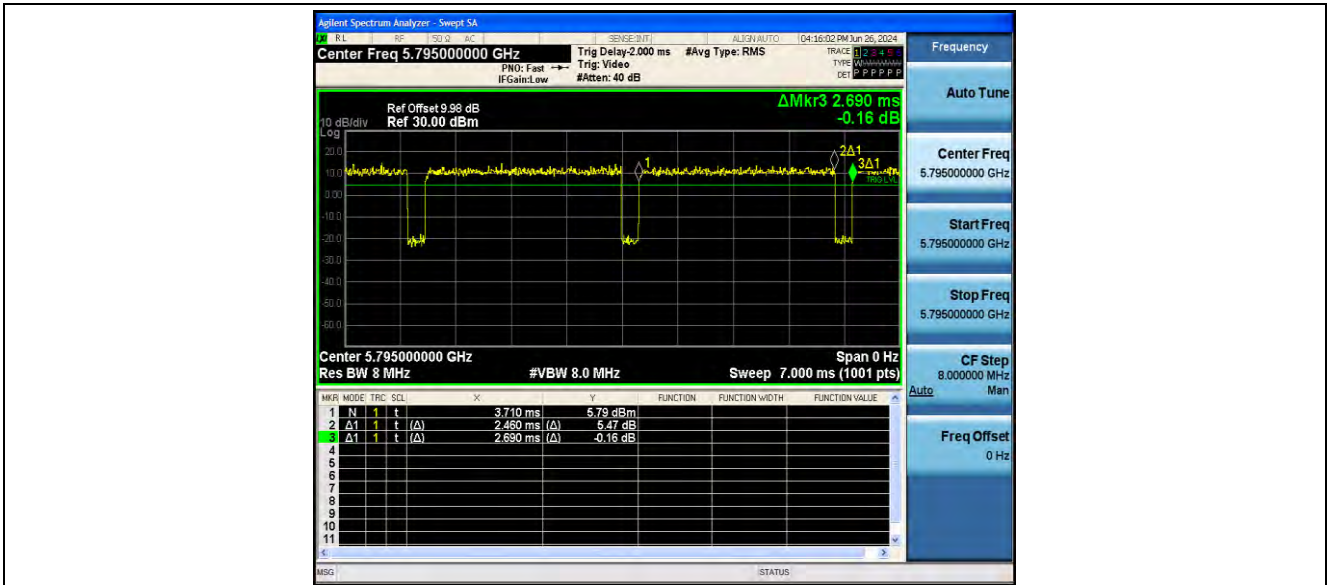 Agilent Spectrum Analyzer - Swept SA
RL RF 50 Ω AC SENSE:INT ALIGN AUTO 04:16:02 PM Jun 26, 2024
Center Freq 5.795000000 GHz
PNO: Fast
IFGain:Low
Trig Delay-2.000 ms
Trig: Video
#Atten: 40 dB
#Avg Type: RMS
TRACE 1 2 3 4 5 6
TYPE
DET P P P P P P
Ref Offset 9.98 dB
Ref 30.00 dBm
10 dB/div
Log
ΔMkr3 2.690 ms
-0.16 dB
20.0
10.0
0.00
-10.0
-20.0
-30.0
-40.0
-50.0
-60.0
1
2Δ1
3Δ1
TRIG LVL
Center 5.795000000 GHz Span 0 Hz
Res BW 8 MHz #VBW 8.0 MHz Sweep 7.000 ms (1001 pts)
MKR MODE TRC SCL X Y FUNCTION FUNCTION WIDTH FUNCTION VALUE
1 N 1 t 3.710 ms 5.79 dBm
2 Δ1 1 t (Δ) 2.460 ms (Δ) 5.47 dB
3 Δ1 1 t (Δ) 2.690 ms (Δ) -0.16 dB
4
5
6
7
8
9
10
11
MSG STATUS
Frequency
Auto Tune
Center Freq
5.795000000 GHz
Start Freq
5.795000000 GHz
Stop Freq
5.795000000 GHz
CF Step
8.000000 MHz
Auto Man
Freq Offset
0 Hz